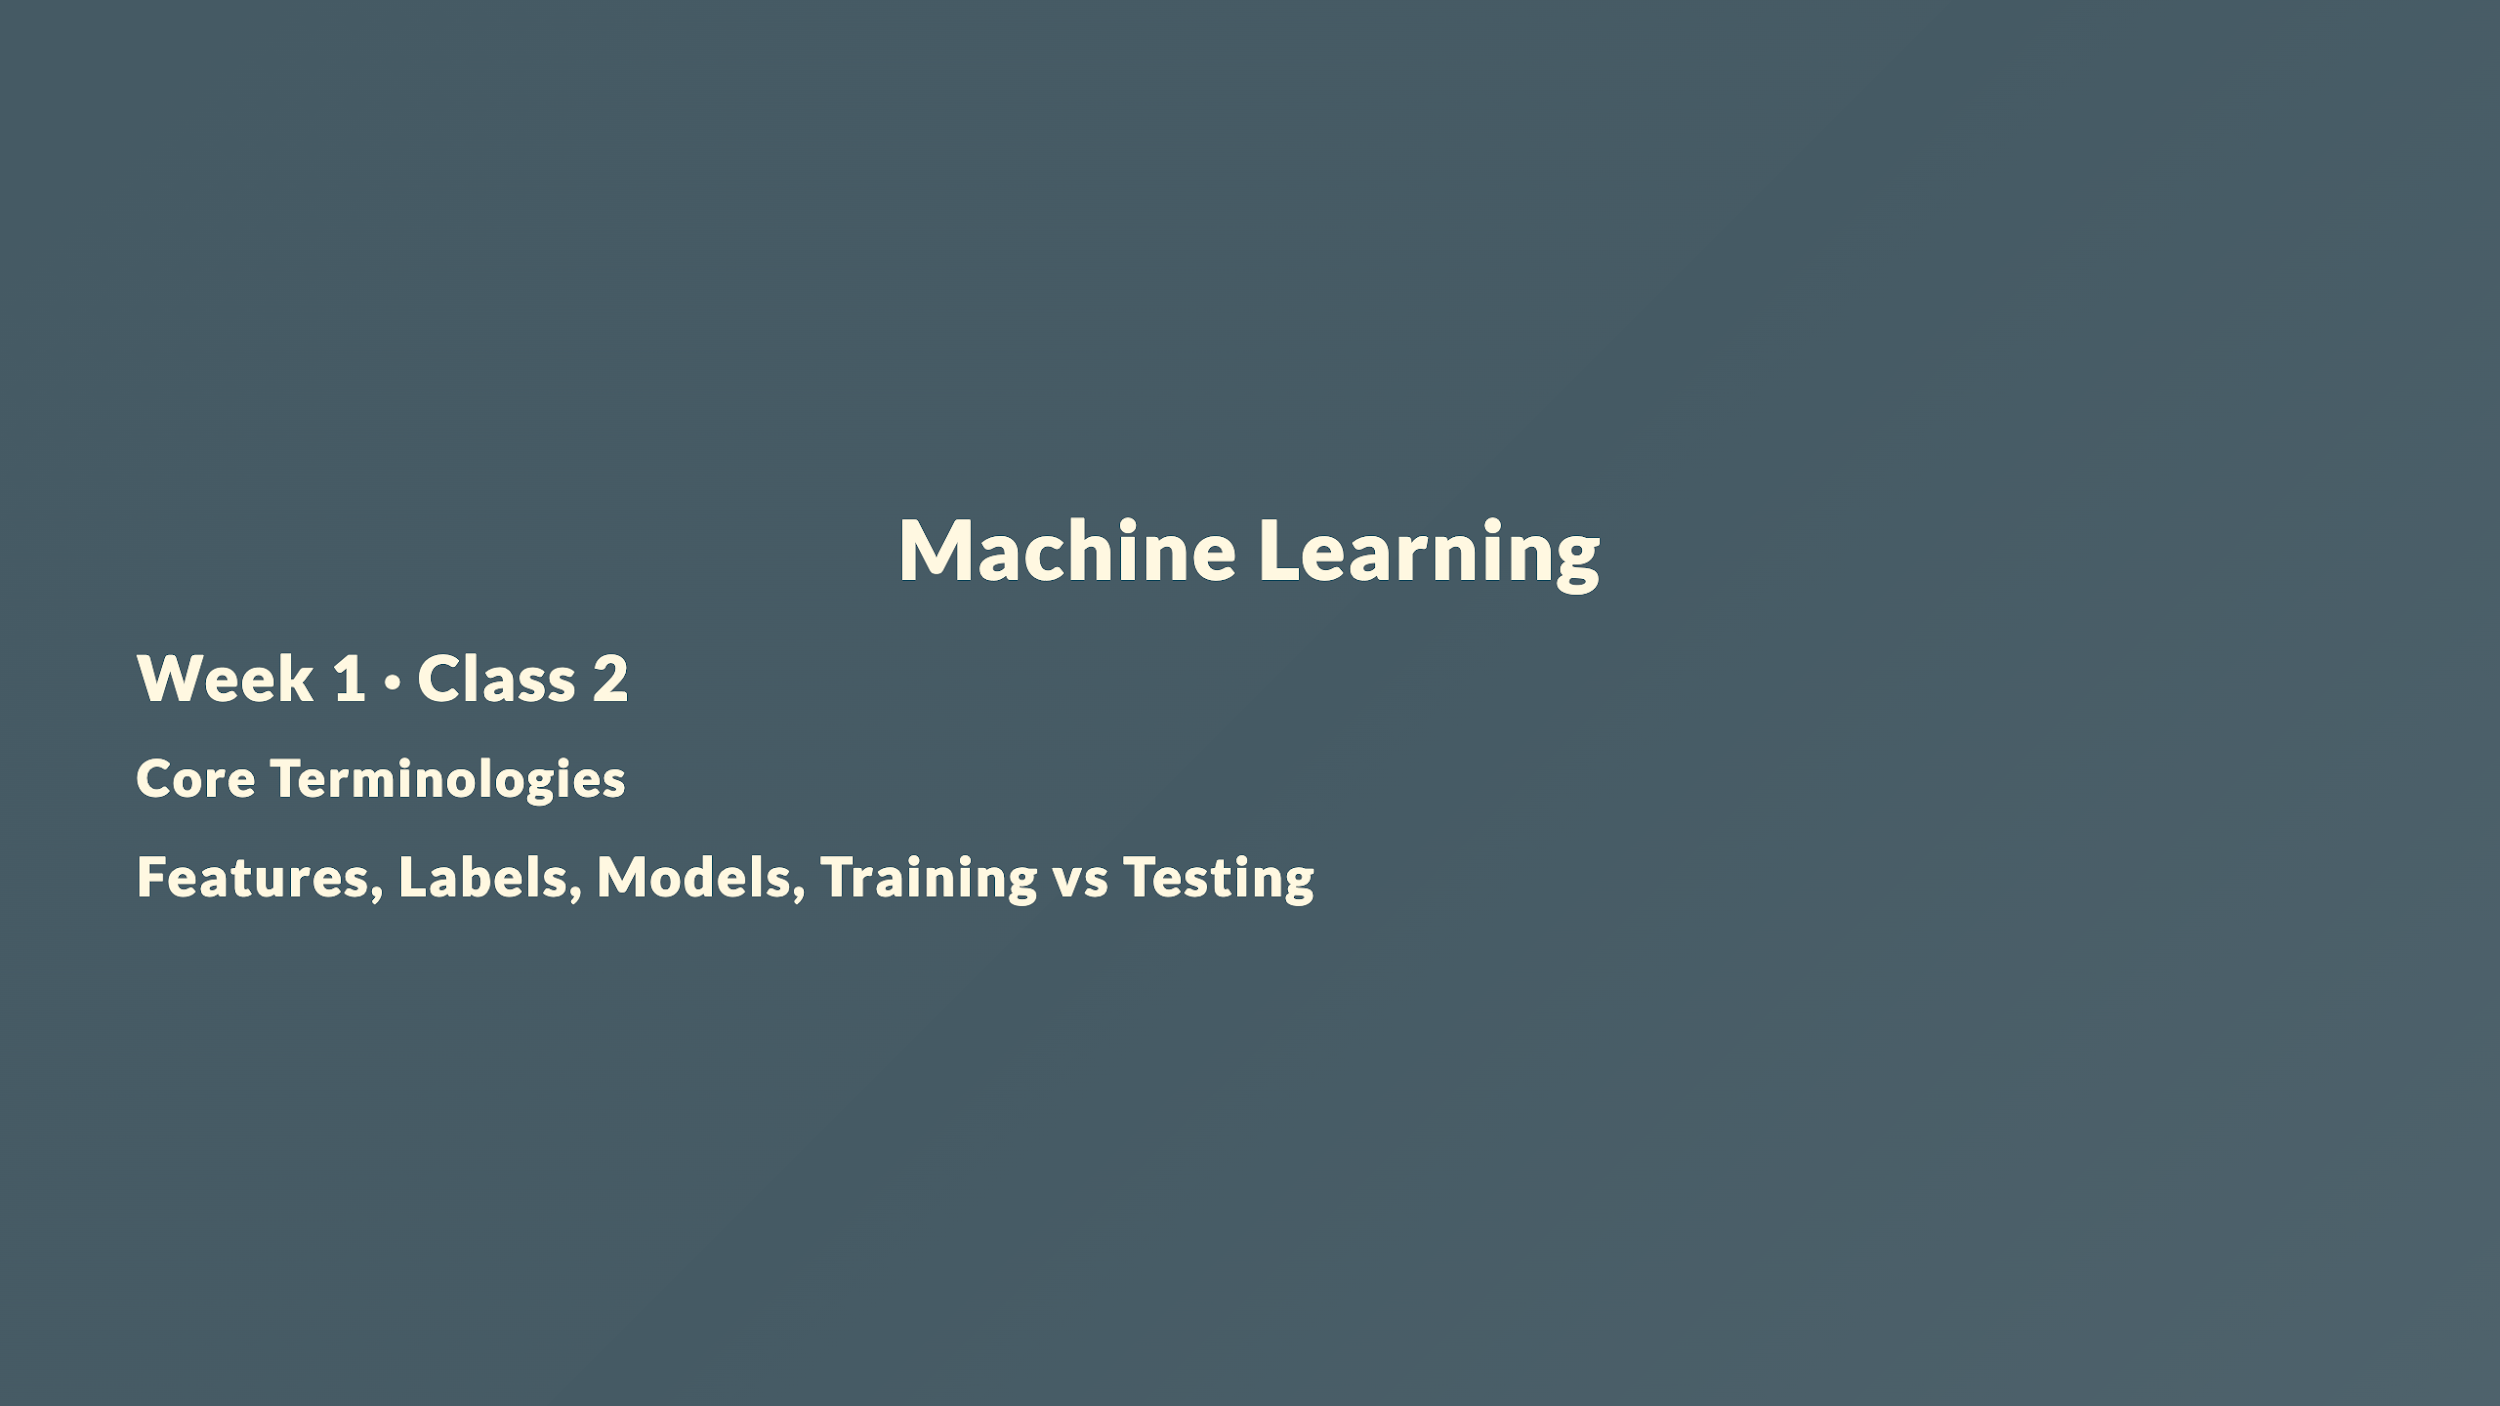 Machine Learning
Week 1 • Class 2
Core Terminologies
Features, Labels, Models, Training vs Testing